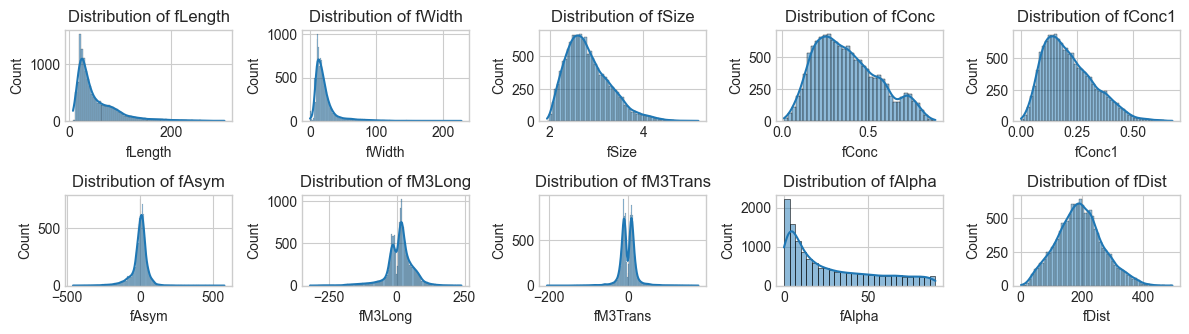 Distribution of fLength
Distribution of fWidth
Distribution of fSize
Distribution of fConc
Distribution of fConc1
Count
1000
0
0
200
fLength
Count
1000
500
0
0
100
200
fWidth
Count
500
250
0
2
4
fSize
Count
500
250
0
0.0
0.5
fConc
Count
500
250
0
0.00
0.25
0.50
fConc1
Distribution of fAsym
Distribution of fM3Long
Distribution of fM3Trans
Distribution of fAlpha
Distribution of fDist
Count
500
0
−500
0
500
fAsym
Count
1000
500
0
−250
0
250
fM3Long
Count
500
0
−200
0
fM3Trans
Count
2000
1000
0
0
50
fAlpha
Count
500
250
0
0
200
400
fDist